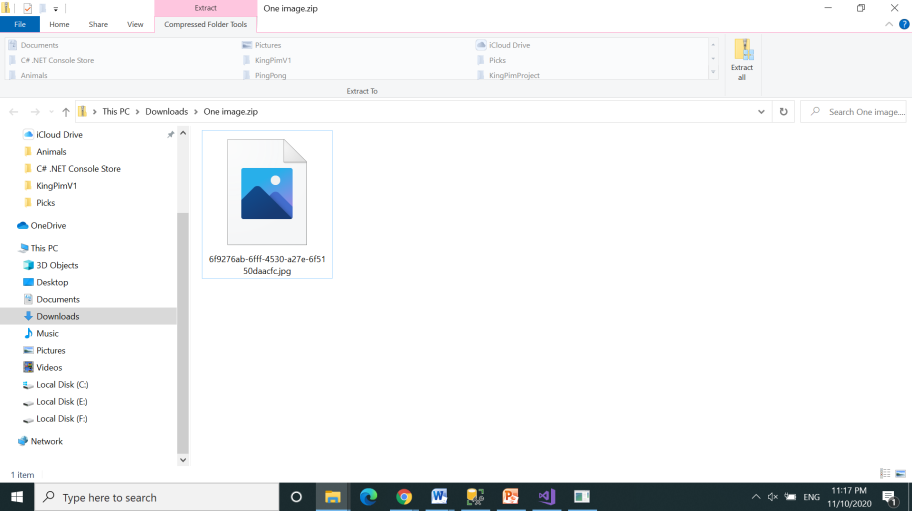 Extract
One image.zip
File
Home
Share
View
Compressed Folder Tools
Documents
Pictures
iCloud Drive
C# .NET Console Store
KingPimV1
Picks
Animals
PingPong
KingPimProject
Extract
all
Extract To
This PC
Downloads
One image.zip
Search One image....
iCloud Drive
Animals
C# .NET Console Store
KingPimV1
Picks
OneDrive
This PC
3D Objects
Desktop
Documents
Downloads
Music
Pictures
Videos
Local Disk (C:)
Local Disk (E:)
Local Disk (F:)
Network
6f9276ab-6fff-4530-a27e-6f51
50daacfc.jpg
1 item
Type here to search
ENG
11:17 PM
11/10/2020
1